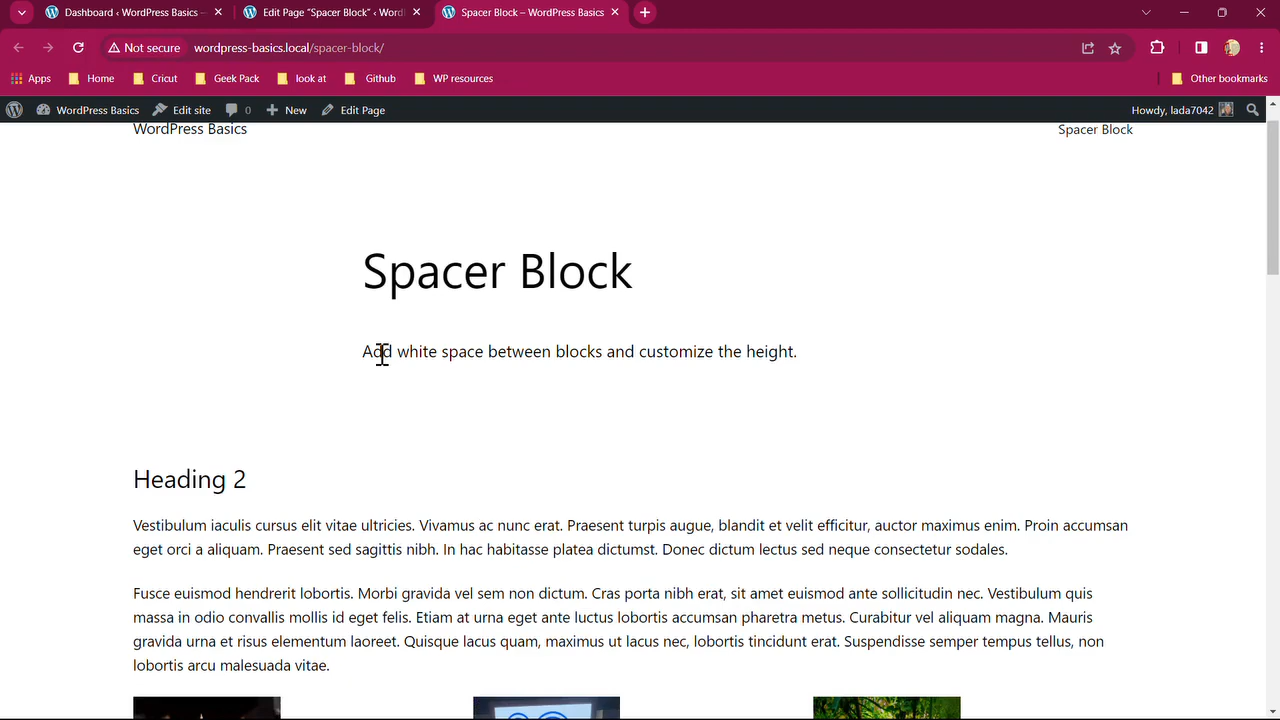 Dashboard ‹ WordPress Basics —
Edit Page “Spacer Block” ‹ Word
Spacer Block – WordPress Basics
Not secure
wordpress-basics.local/spacer-block/
Apps
Home
Cricut
Geek Pack
look at
Github
WP resources
Other bookmarks
WordPress Basics
Edit site
0
New
Edit Page
Howdy, lada7042
WordPress Basics
Spacer Block
Spacer Block
Add white space between blocks and customize the height.
Heading 2
Vestibulum iaculis cursus elit vitae ultricies. Vivamus ac nunc erat. Praesent turpis augue, blandit et velit efficitur, auctor maximus enim. Proin accumsan
eget orci a aliquam. Praesent sed sagittis nibh. In hac habitasse platea dictumst. Donec dictum lectus sed neque consectetur sodales.
Fusce euismod hendrerit lobortis. Morbi gravida vel sem non dictum. Cras porta nibh erat, sit amet euismod ante sollicitudin nec. Vestibulum quis
massa in odio convallis mollis id eget felis. Etiam at urna eget ante luctus lobortis accumsan pharetra metus. Curabitur vel aliquam magna. Mauris
gravida urna et risus elementum laoreet. Quisque lacus quam, maximus ut lacus nec, lobortis tincidunt erat. Suspendisse semper tempus tellus, non
lobortis arcu malesuada vitae.